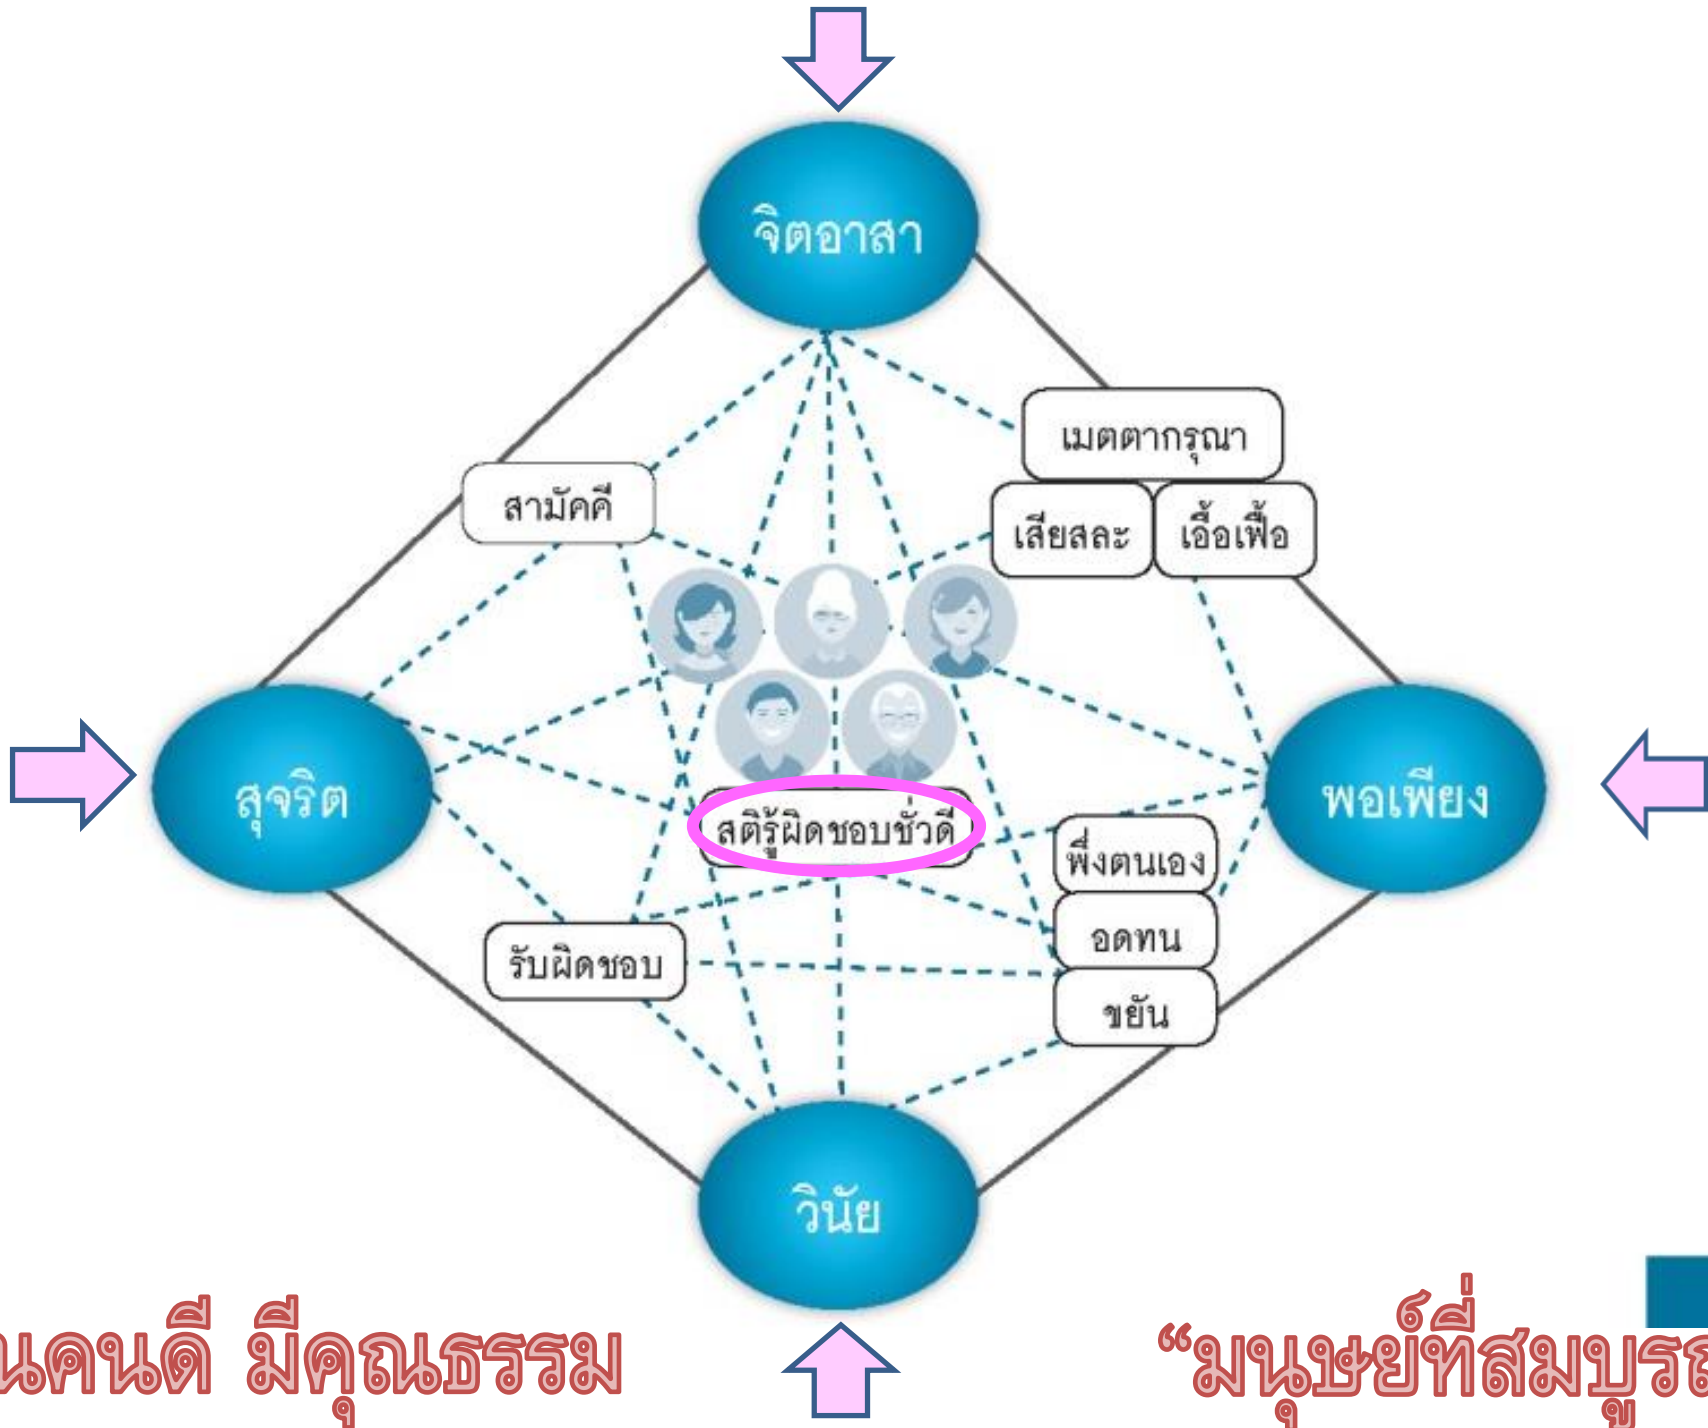 จิตอาสา
เมตตากรุณา
สามัคคี
เสียสละ
เอื้อเฟื้อ
สุจริต
พอเพียง
สติรู้ผิดชอบชั่วดี
พึ่งตนเอง
อดทน
รับผิดชอบ
ขยัน
วินัย
นคนดี มีคุณธรรม
“มนุษย์ที่สมบูรณ